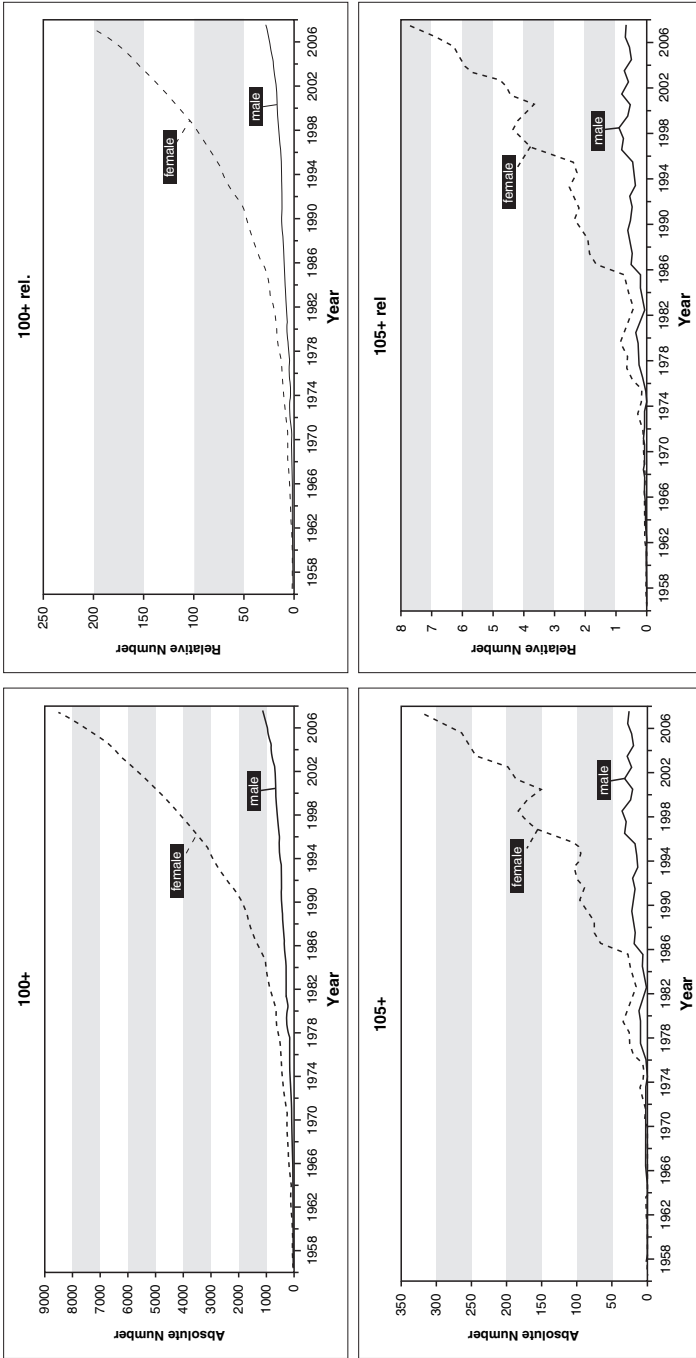 100+
Absolute Number
9000
8000
7000
6000
5000
4000
3000
2000
1000
0
female
male
1958 1962 1966 1970 1974 1978 1982 1986 1990 1994 1998 2002 2006
Year
100+ rel.
Relative Number
250
200
150
100
50
0
female
male
1958 1962 1966 1970 1974 1978 1982 1986 1990 1994 1998 2002 2006
Year
105+
Absolute Number
350
300
250
200
150
100
50
0
female
male
1958 1962 1966 1970 1974 1978 1982 1986 1990 1994 1998 2002 2006
Year
105+ rel
Relative Number
8
7
6
5
4
3
2
1
0
female
male
1958 1962 1966 1970 1974 1978 1982 1986 1990 1994 1998 2002 2006
Year